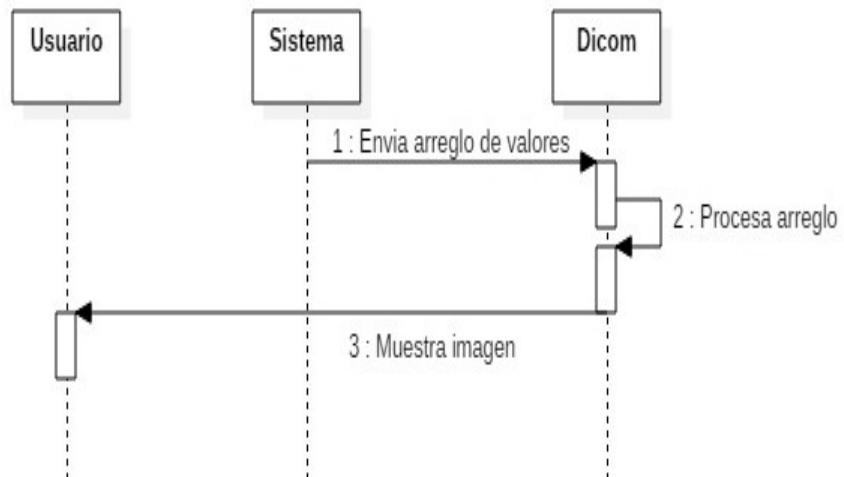 Usuario
Sistema
Dicom
1 : Envia arreglo de valores
2 : Procesa arreglo
3 : Muestra imagen